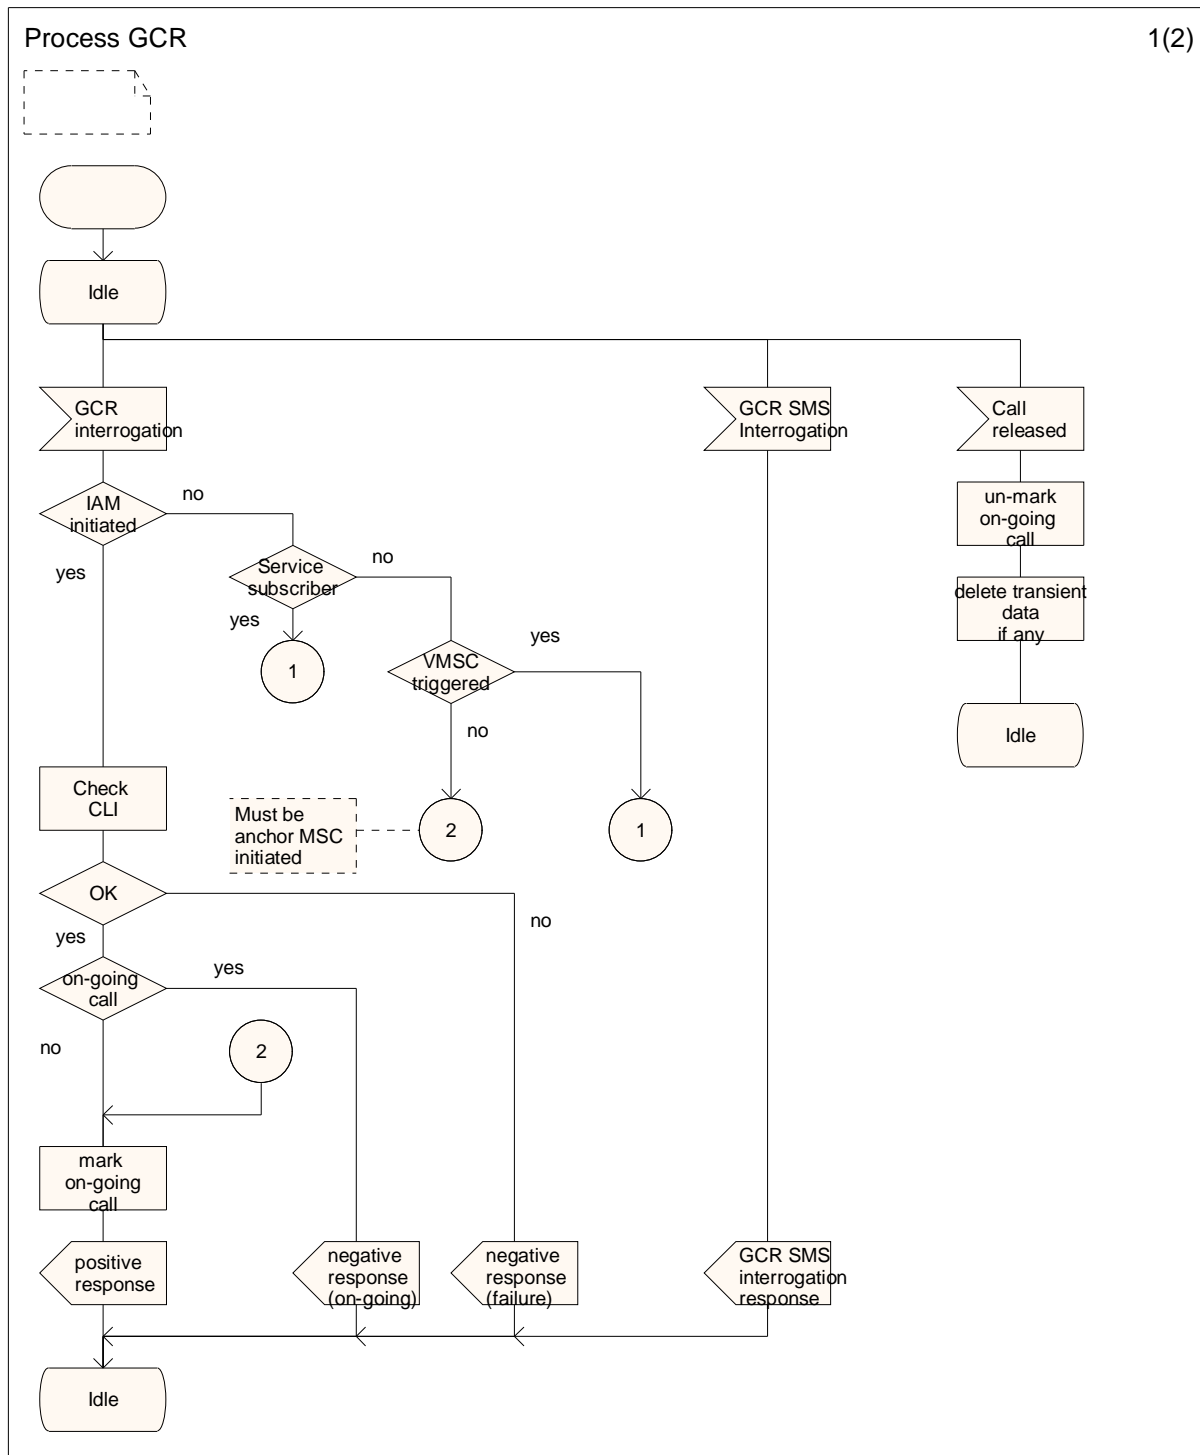 Process GCR
1(2)
Idle
GCR
interrogation
GCR SMS
Interrogation
Call
released
IAM
initiated
no
yes
un-mark
on-going
call
Service
subscriber
no
yes
delete transient
data
if any
1
VMSC
triggered
yes
no
Idle
Check
CLI
Must be
anchor MSC
initiated
2
1
OK
no
yes
on-going
call
yes
no
2
mark
on-going
call
positive
response
negative
response
(on-going)
negative
response
(failure)
GCR SMS
interrogation
response
Idle